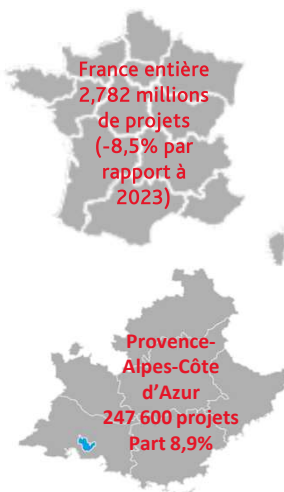 France entière
2,782 millions
de projets
(-8,5% par
rapport à
2023)
Provence-
Alpes-Côte
d'Azur
247 600 projets
Part 8,9%